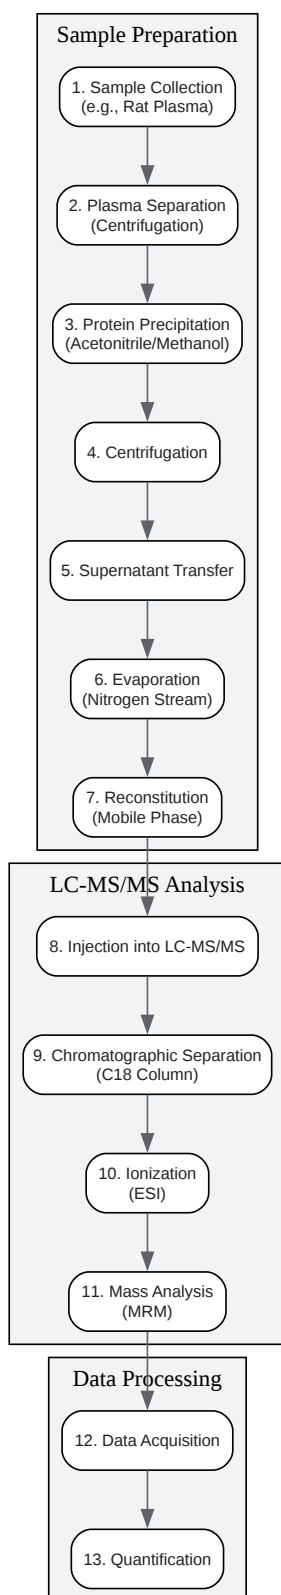 Sample Preparation
1. Sample Collection
(e.g., Rat Plasma)
2. Plasma Separation
(Centrifugation)
3. Protein Precipitation
(Acetonitrile/Methanol)
4. Centrifugation
5. Supernatant Transfer
6. Evaporation
(Nitrogen Stream)
7. Reconstitution
(Mobile Phase)
LC-MS/MS Analysis
8. Injection into LC-MS/MS
9. Chromatographic Separation
(C18 Column)
10. Ionization
(ESI)
11. Mass Analysis
(MRM)
Data Processing
12. Data Acquisition
13. Quantification